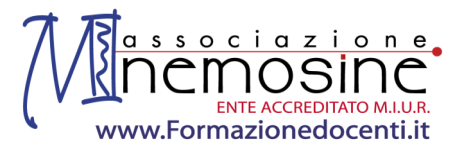 associazione
Mnemosine
ENTE ACCREDITATO M.I.U.R.
www.Formazionedocenti.it